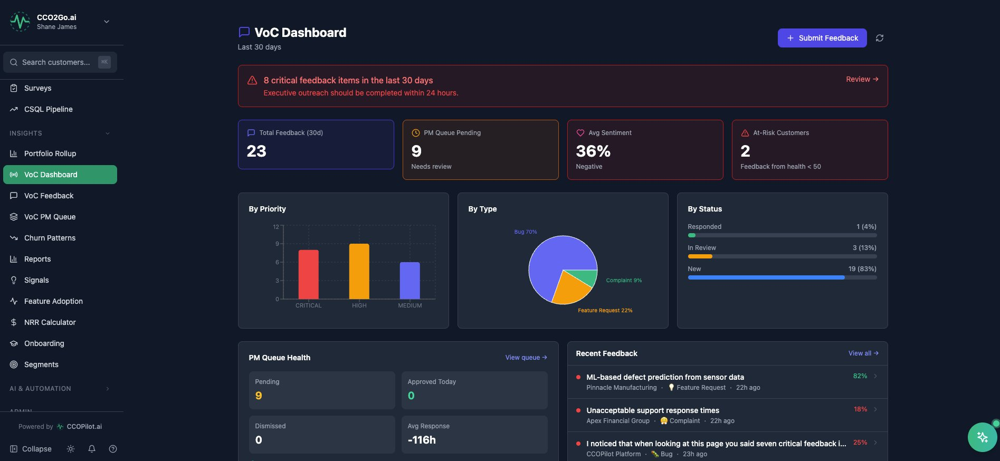 CCO2Go.ai
Shane James
Search customers...
⌘K
Surveys
CSQL Pipeline
INSIGHTS
Portfolio Rollup
VoC Dashboard
VoC Feedback
VoC PM Queue
Churn Patterns
Reports
Signals
Feature Adoption
NRR Calculator
Onboarding
Segments
AI & AUTOMATION
ADMIN
Powered by CCOPilot.ai
Collapse
VoC Dashboard
Last 30 days
+ Submit Feedback
8 critical feedback items in the last 30 days
Executive outreach should be completed within 24 hours.
Review →
Total Feedback (30d)
23
PM Queue Pending
9
Needs review
Avg Sentiment
36%
Negative
At-Risk Customers
2
Feedback from health < 50
By Priority
12
9
6
3
0
CRITICAL
HIGH
MEDIUM
By Type
Bug 70%
Complaint 9%
Feature Request 22%
By Status
Responded 1 (4%)
In Review 3 (13%)
New 19 (83%)
PM Queue Health
View queue →
Pending
9
Approved Today
0
Dismissed
0
Avg Response
-116h
Recent Feedback
View all →
ML-based defect prediction from sensor data
82%
Pinnacle Manufacturing · 💡 Feature Request · 22h ago
Unacceptable support response times
18%
Apex Financial Group · 😤 Complaint · 22h ago
I noticed that when looking at this page you said seven critical feedback i...
25%
CCOPilot Platform · 🐛 Bug · 23h ago